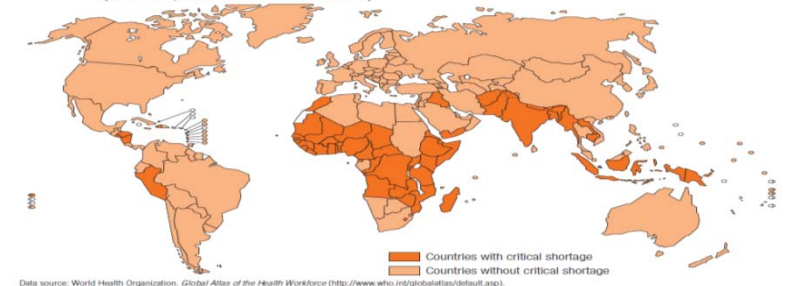 Countries with critical shortage
Countries without critical shortage
Data source: World Health Organization. Global Atlas of the Health Workforce (http://www.who.int/globalatlas/default.asp).